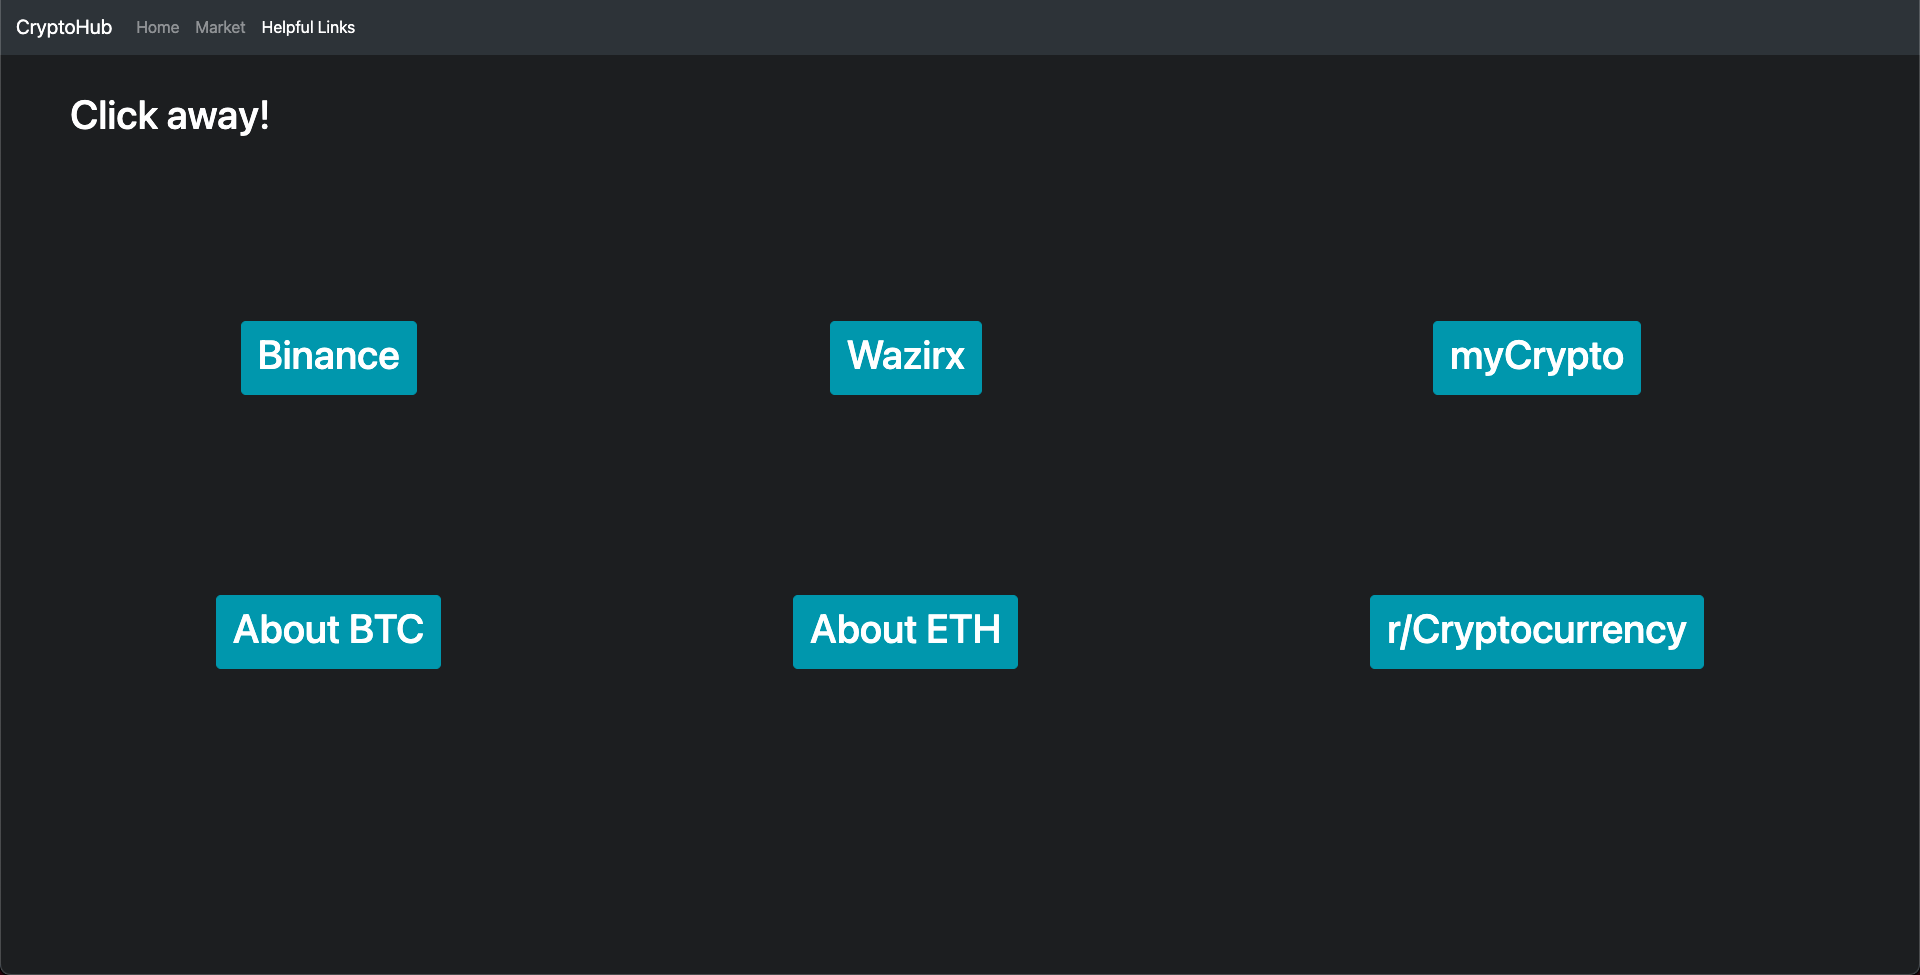 CryptoHub Home Market Helpful Links
Click away!
Binance Wazirx myCrypto
About BTC About ETH r/Cryptocurrency